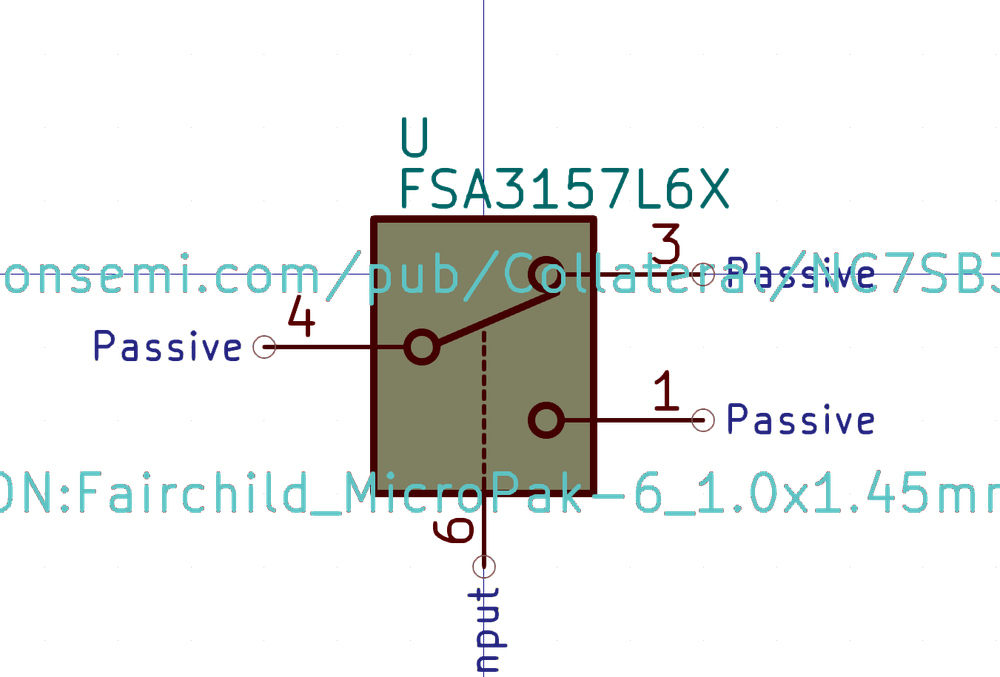 U
FSA3157L6X
3
onsemi.com/pub/Collateral/NC7SB3
Passive
4
Passive
1
Passive
ON:Fairchild_MicroPak-6_1.0x1.45mm
6
nput